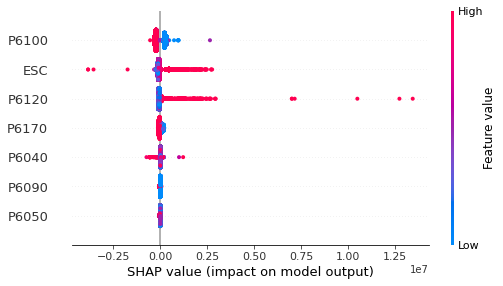 High
P6100
ESC
P6120
P6170
P6040
P6090
P6050
Feature value
Low
−0.25 0.00 0.25 0.50 0.75 1.00 1.25
1e7
SHAP value (impact on model output)